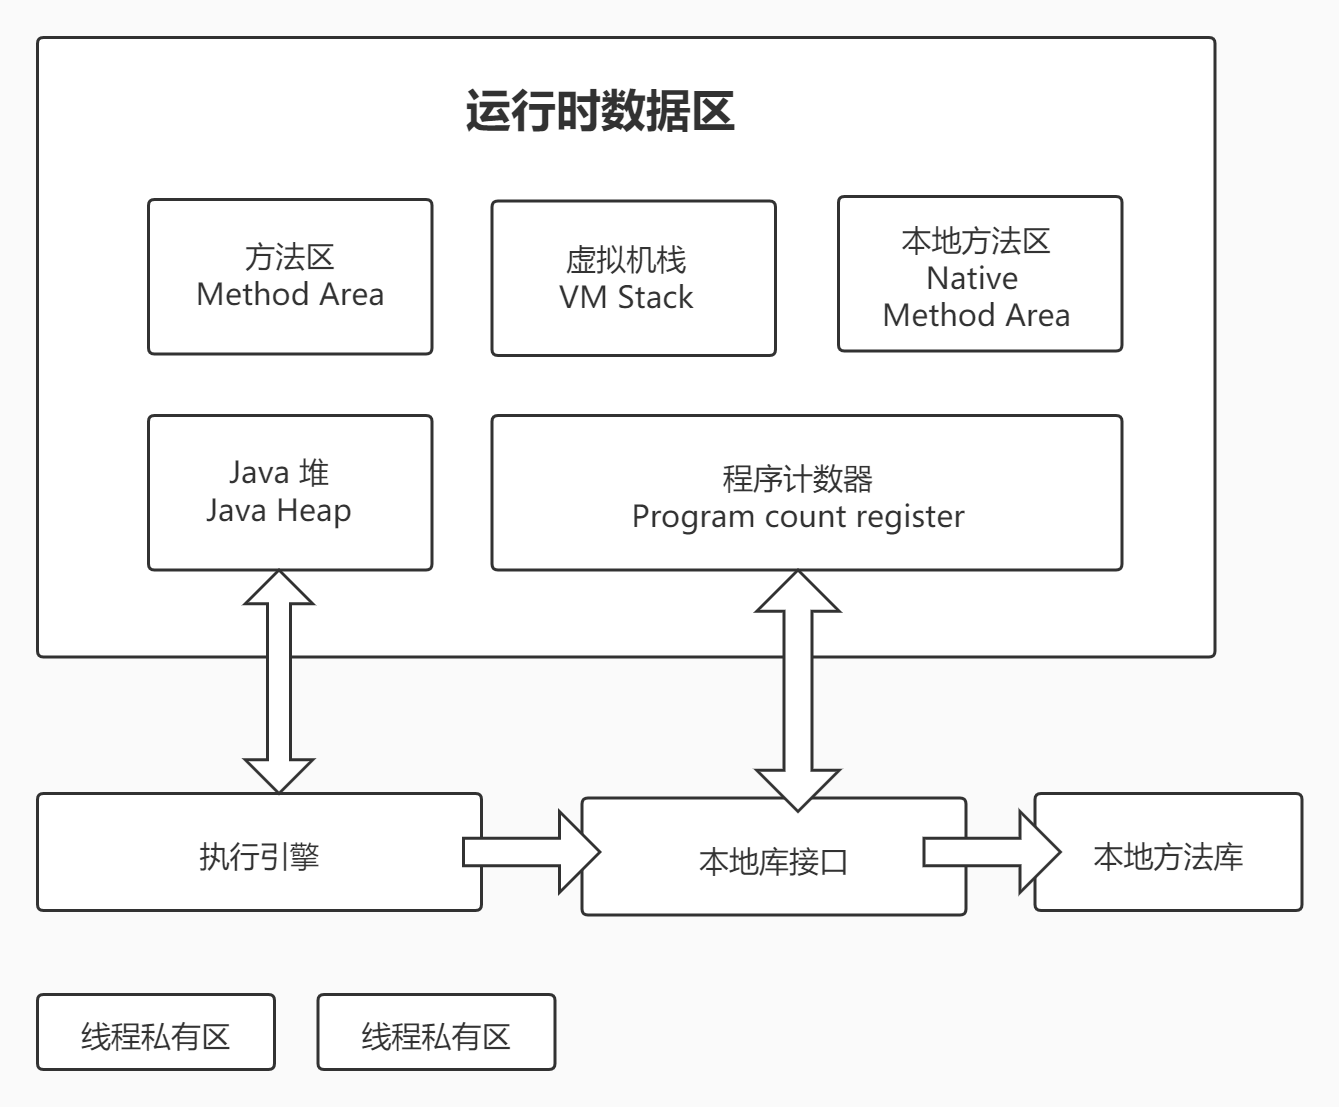 运行时数据区
方法区
Method Area
虚拟机栈
VM Stack
本地方法区
Native
Method Area
Java 堆
Java Heap
程序计数器
Program count register
执行引擎
本地库接口
本地方法库
线程私有区
线程私有区